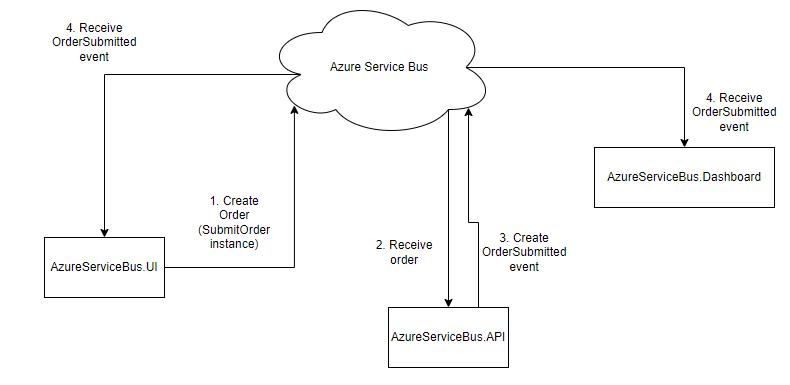 4. Receive
OrderSubmitted
event
Azure Service Bus
4. Receive
OrderSubmitted
event
AzureServiceBus.Dashboard
1. Create
Order
(SubmitOrder
instance)
2. Receive
order
3. Create
OrderSubmitted
event
AzureServiceBus.UI
AzureServiceBus.API